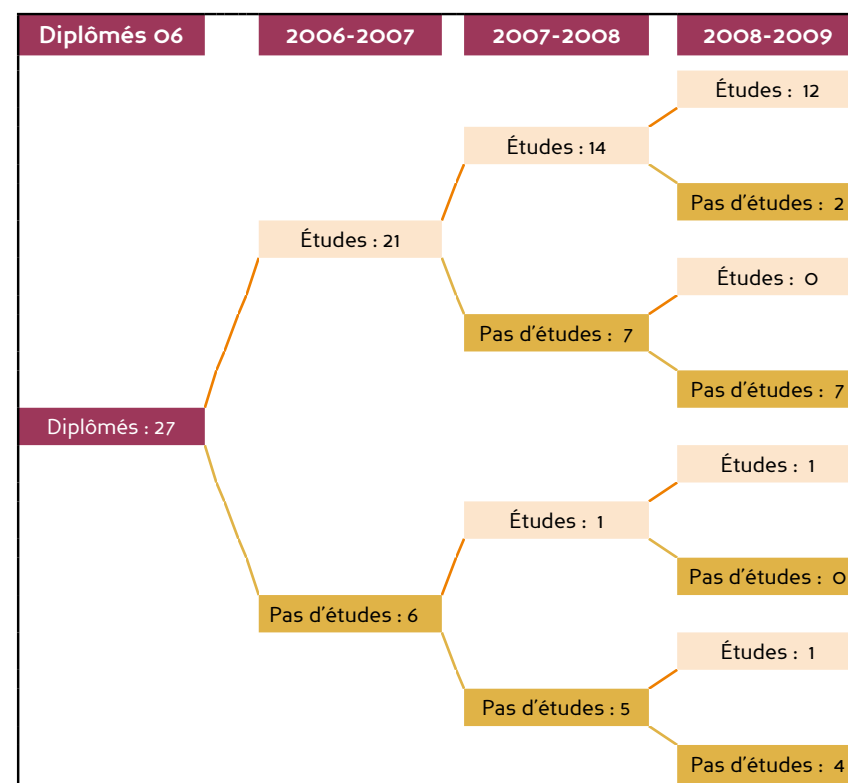 Diplômés 06
2006-2007
2007-2008
2008-2009
Études : 12
Études : 14
Pas d'études : 2
Études : 21
Études : 0
Pas d'études : 7
Pas d'études : 7
Diplômés : 27
Études : 1
Études : 1
Pas d'études : 0
Pas d'études : 6
Études : 1
Pas d'études : 5
Pas d'études : 4